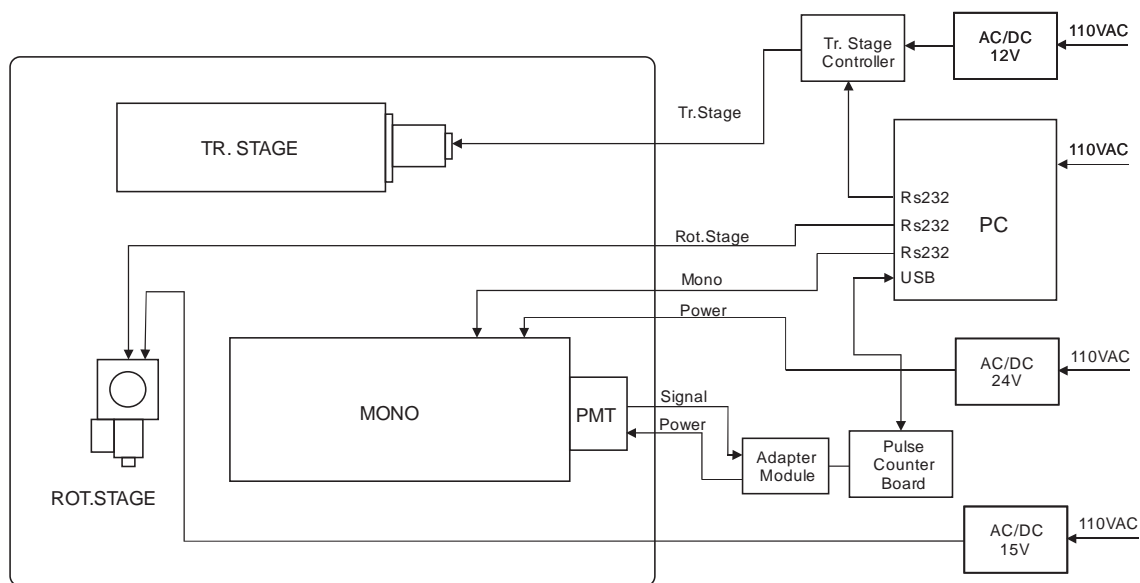 110VAC
AC/DC
12V
Tr. Stage
Controller
Tr.Stage
TR. STAGE
110VAC
Rs232
Rs232
Rs232
USB
PC
Rot.Stage
Mono
Power
AC/DC
24V
110VAC
MONO
PMT
Signal
Power
Adapter
Module
Pulse
Counter
Board
ROT.STAGE
AC/DC
15V
110VAC